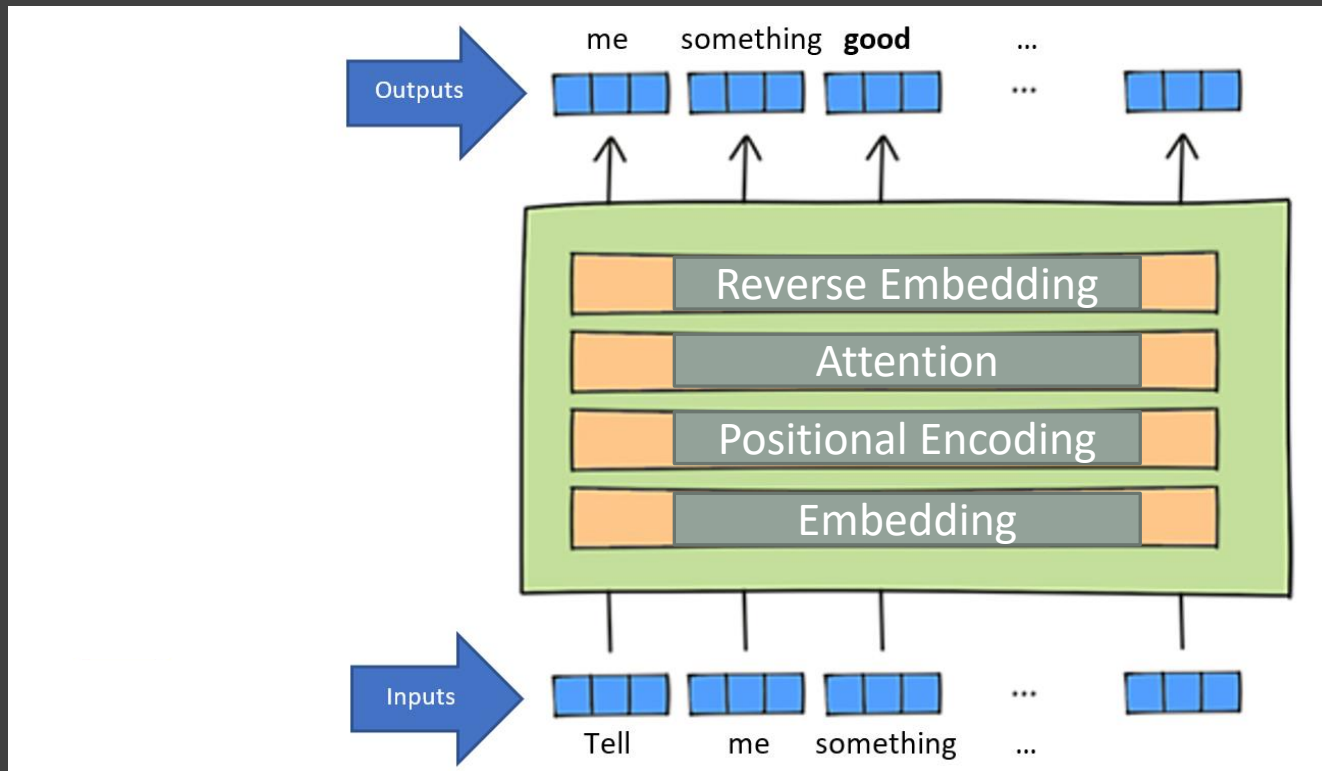 me something good ...
Outputs ...
Reverse Embedding
Attention
Positional Encoding
Embedding
Inputs ...
Tell me something ...